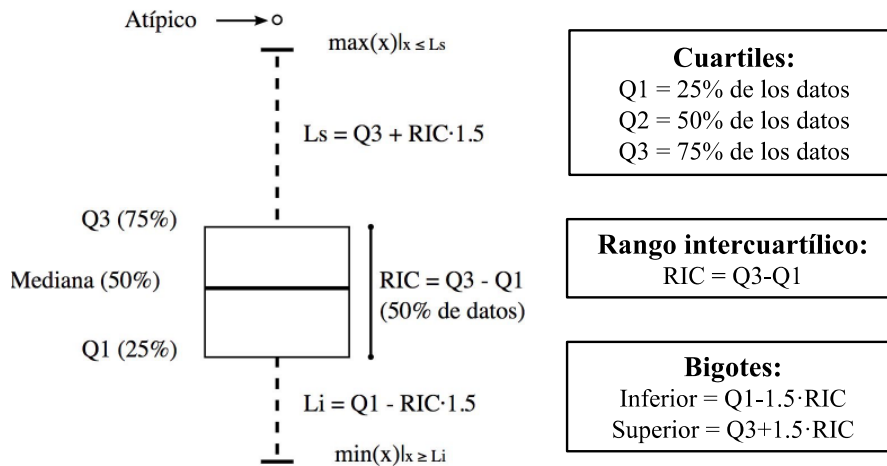 Atípico
max(x)|x ≤ Ls
Ls = Q3 + RIC·1.5
Q3 (75%)
Mediana (50%)
RIC = Q3 - Q1
(50% de datos)
Q1 (25%)
Li = Q1 - RIC·1.5
min(x)|x ≥ Li
Cuartiles:
Q1 = 25% de los datos
Q2 = 50% de los datos
Q3 = 75% de los datos
Rango intercuartílico:
RIC = Q3-Q1
Bigotes:
Inferior = Q1-1.5·RIC
Superior = Q3+1.5·RIC